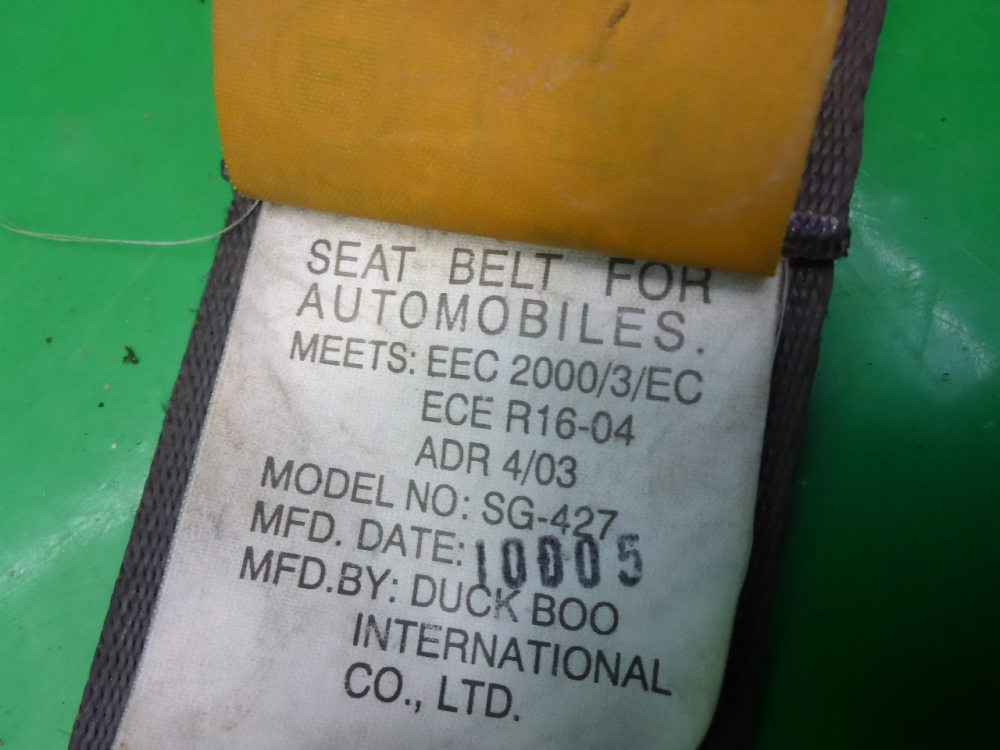 SEAT BELT FOR
AUTOMOBILES.
MEETS: EEC 2000/3/EC
ECE R16-04
ADR 4/03
MODEL NO: SG-427
MFD. DATE: 10005
MFD.BY: DUCK BOO
INTERNATIONAL
CO., LTD.